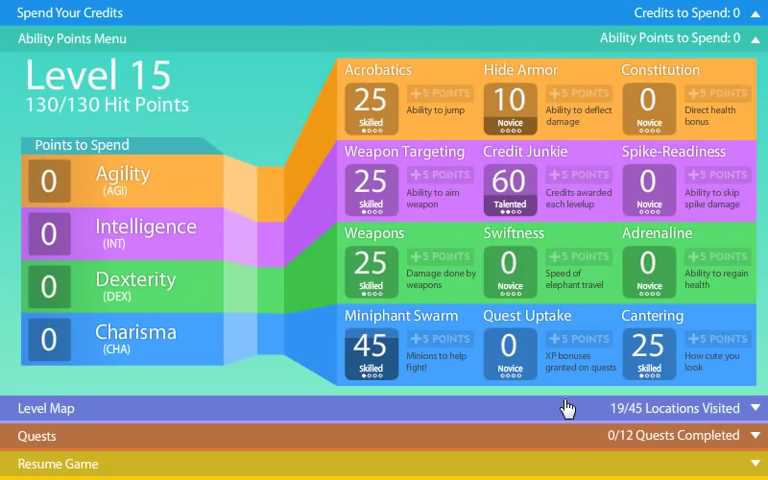 Spend Your Credits
Credits to Spend: 0
Ability Points Menu
Ability Points to Spend: 0
Level 15
130/130 Hit Points
Points to Spend
0
Agility
(AGI)
0
Intelligence
(INT)
0
Dexterity
(DEX)
0
Charisma
(CHA)
Acrobatics
25
Skilled
+5 POINTS
Ability to jump
Hide Armor
10
Novice
+5 POINTS
Ability to deflect
damage
Constitution
0
Novice
+5 POINTS
Direct health
bonus
Weapon Targeting
25
Skilled
+5 POINTS
Ability to aim
weapon
Credit Junkie
60
Talented
+5 POINTS
Credits awarded
each levelup
Spike-Readiness
0
Novice
+5 POINTS
Ability to skip
spike damage
Weapons
25
Skilled
+5 POINTS
Damage done by
weapons
Swiftness
0
Novice
+5 POINTS
Speed of
elephant travel
Adrenaline
0
Novice
+5 POINTS
Ability to regain
health
Miniphant Swarm
45
Skilled
+5 POINTS
Minions to help
fight!
Quest Uptake
0
Novice
+5 POINTS
XP bonuses
granted on quests
Cantering
25
Skilled
+5 POINTS
How cute you
look
Level Map
19/45 Locations Visited
Quests
0/12 Quests Completed
Resume Game